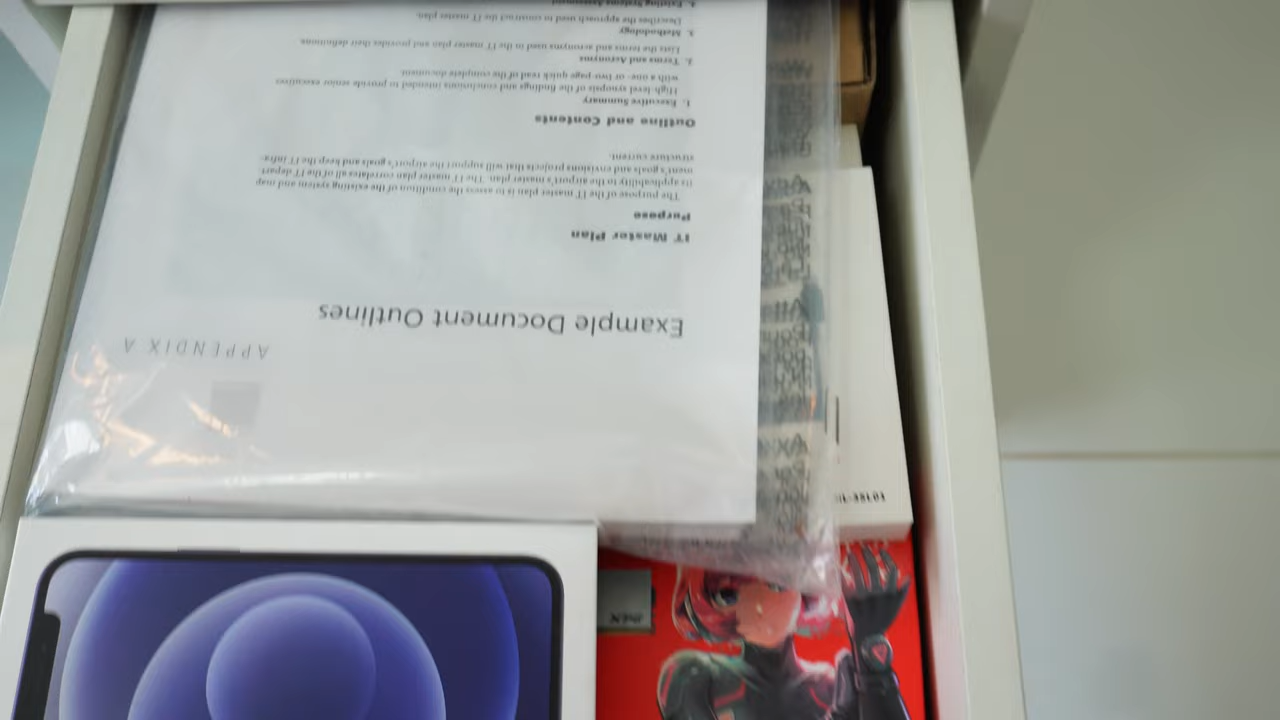 APPENDIX A
Example Document Outlines
IT Master Plan
Purpose
The purpose of the IT master plan is to assess the condition of the existing system and map
its applicability to the airport's master plan. The IT master plan correlates all of the IT depart-
ment's goals and envisions projects that will support the airport's goals and keep the IT infra-
structure current.
Outline and Contents
1. Executive Summary
High-level synopsis of the findings and conclusions intended to provide senior executives
with a one- or two-page quick read of the complete document.
2. Terms and Acronyms
Lists the terms and acronyms used in the IT master plan and provides their definitions.
3. Methodology
Describes the approach used to construct the IT master plan.
4. Existing Systems Assessment